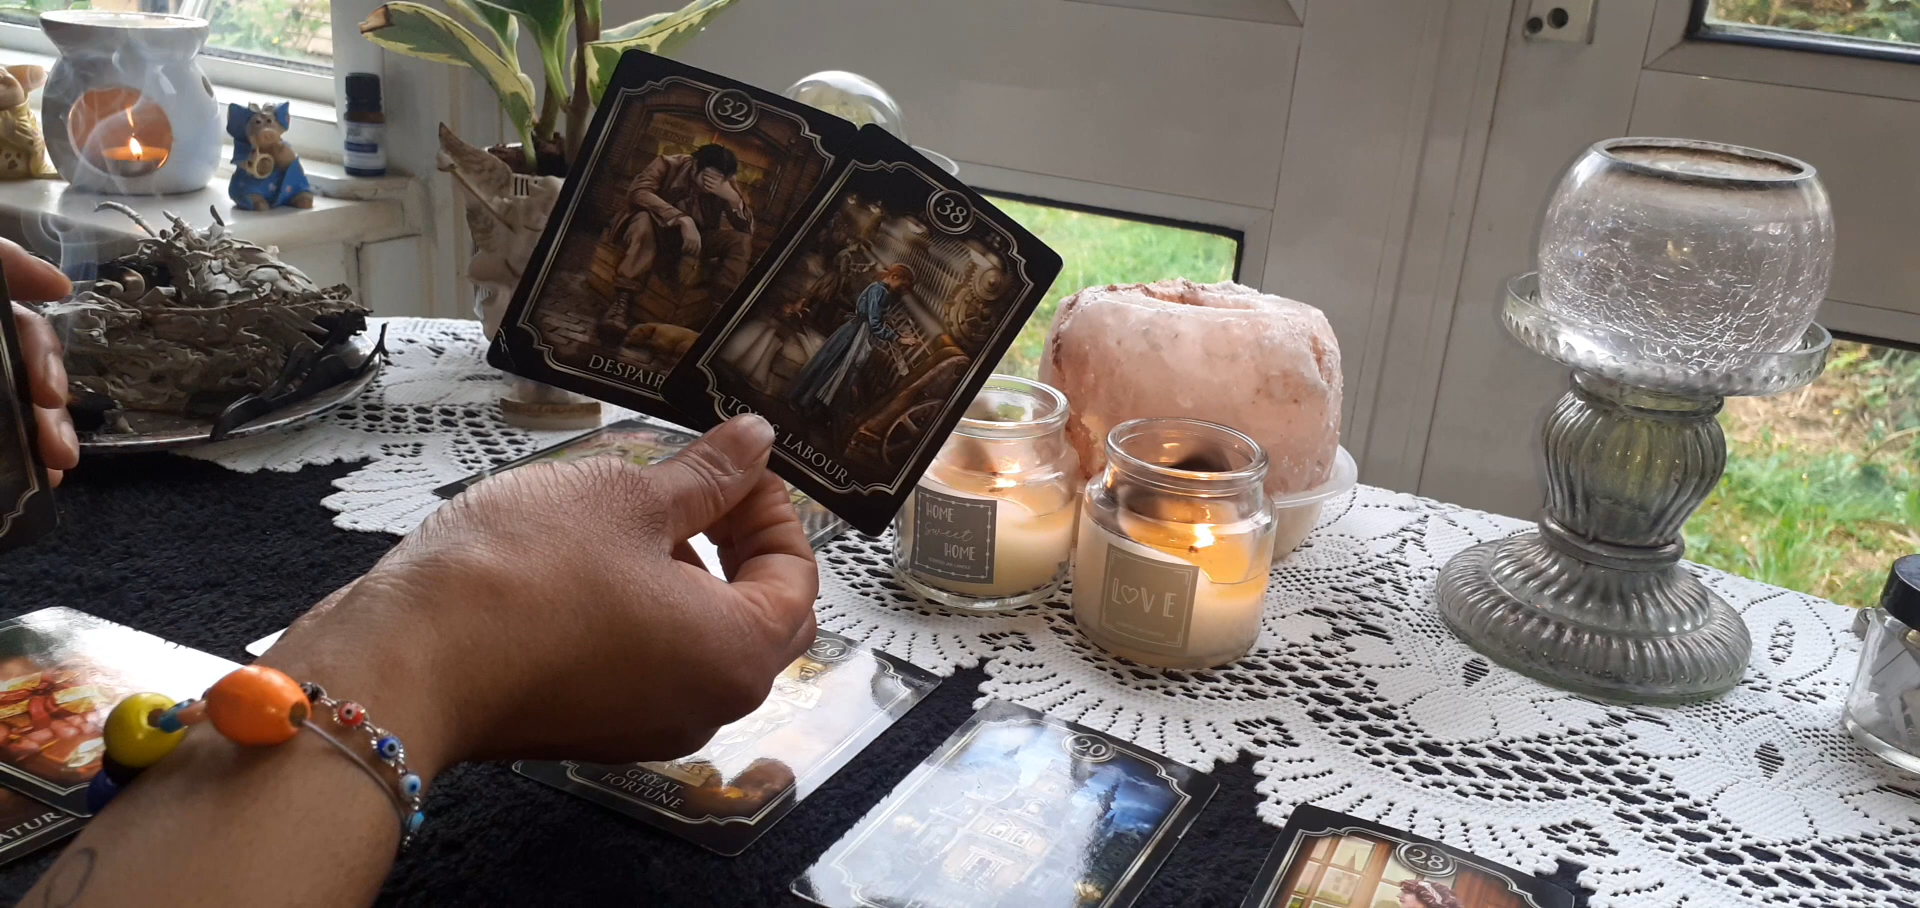 32
DESPAIR
38
TOIL & LABOUR
HOME
sweet
HOME
LOVE
26
GREAT
FORTUNE
20
28